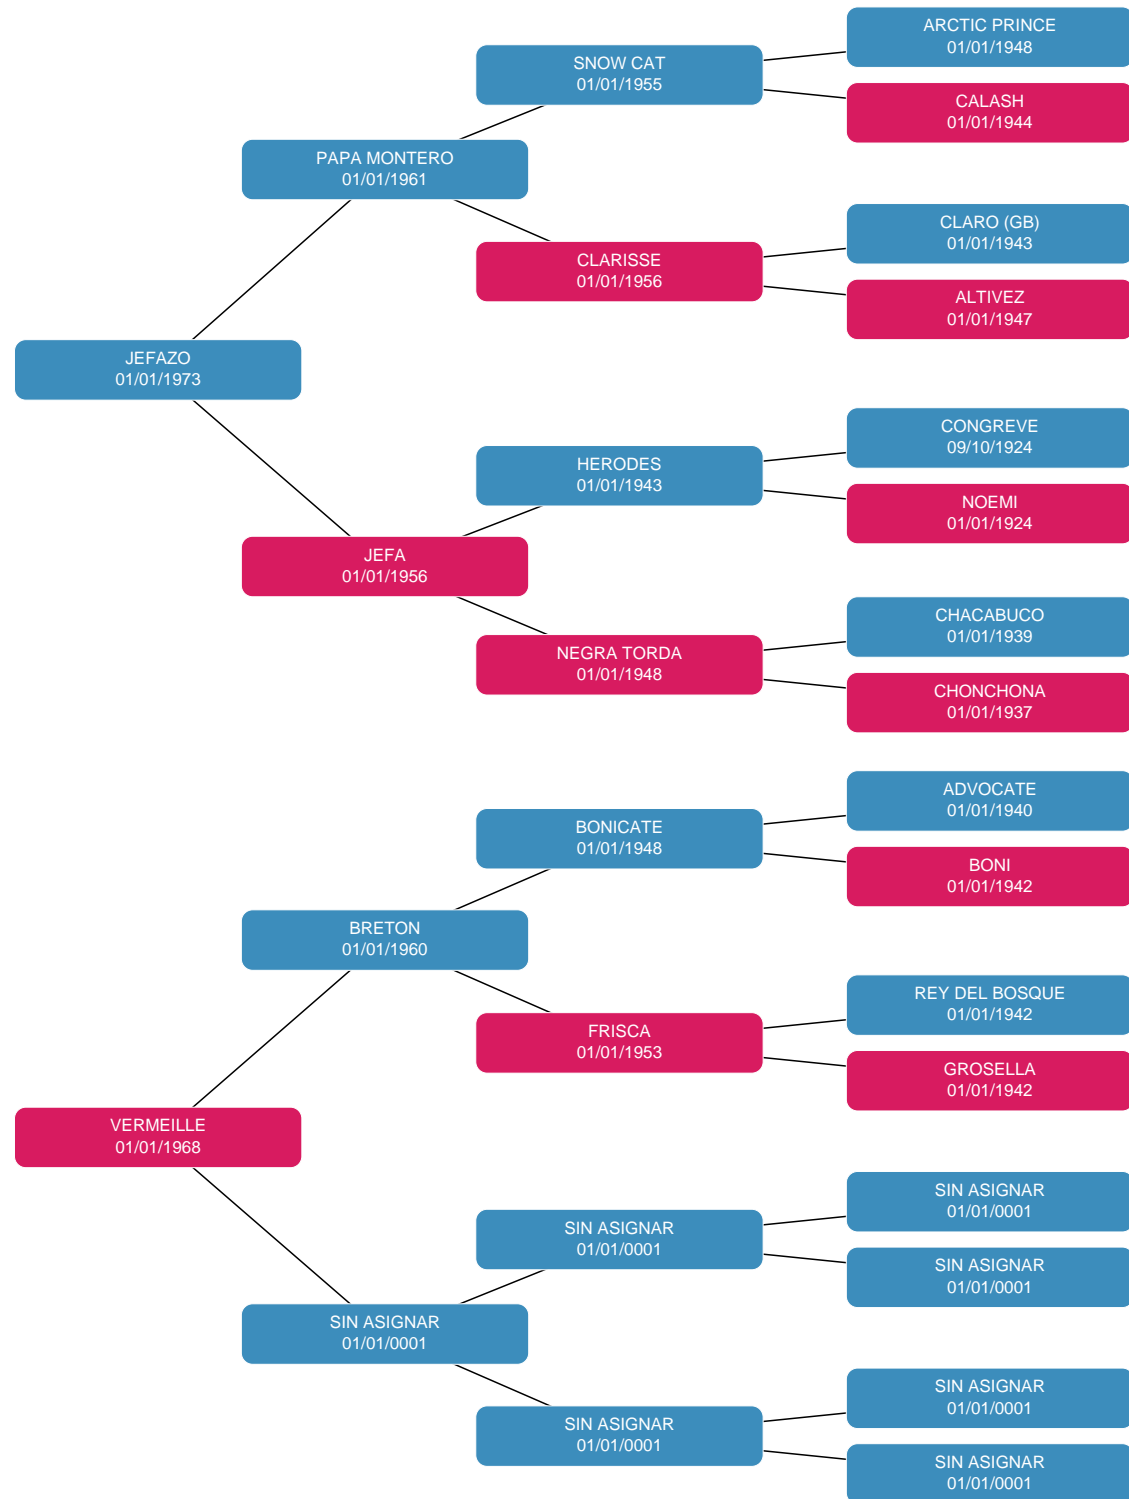 ARCTIC PRINCE
01/01/1948
SNOW CAT
01/01/1955
CALASH
01/01/1944
PAPA MONTERO
01/01/1961
CLARO (GB)
01/01/1943
CLARISSE
01/01/1956
ALTIVEZ
01/01/1947
JEFAZO
01/01/1973
CONGREVE
09/10/1924
HERODES
01/01/1943
NOEMI
01/01/1924
JEFA
01/01/1956
CHACABUCO
01/01/1939
NEGRA TORDA
01/01/1948
CHONCHONA
01/01/1937
ADVOCATE
01/01/1940
BONICATE
01/01/1948
BONI
01/01/1942
BRETON
01/01/1960
REY DEL BOSQUE
01/01/1942
FRISCA
01/01/1953
GROSELLA
01/01/1942
VERMEILLE
01/01/1968
SIN ASIGNAR
01/01/0001
SIN ASIGNAR
01/01/0001
SIN ASIGNAR
01/01/0001
SIN ASIGNAR
01/01/0001
SIN ASIGNAR
01/01/0001
SIN ASIGNAR
01/01/0001
SIN ASIGNAR
01/01/0001